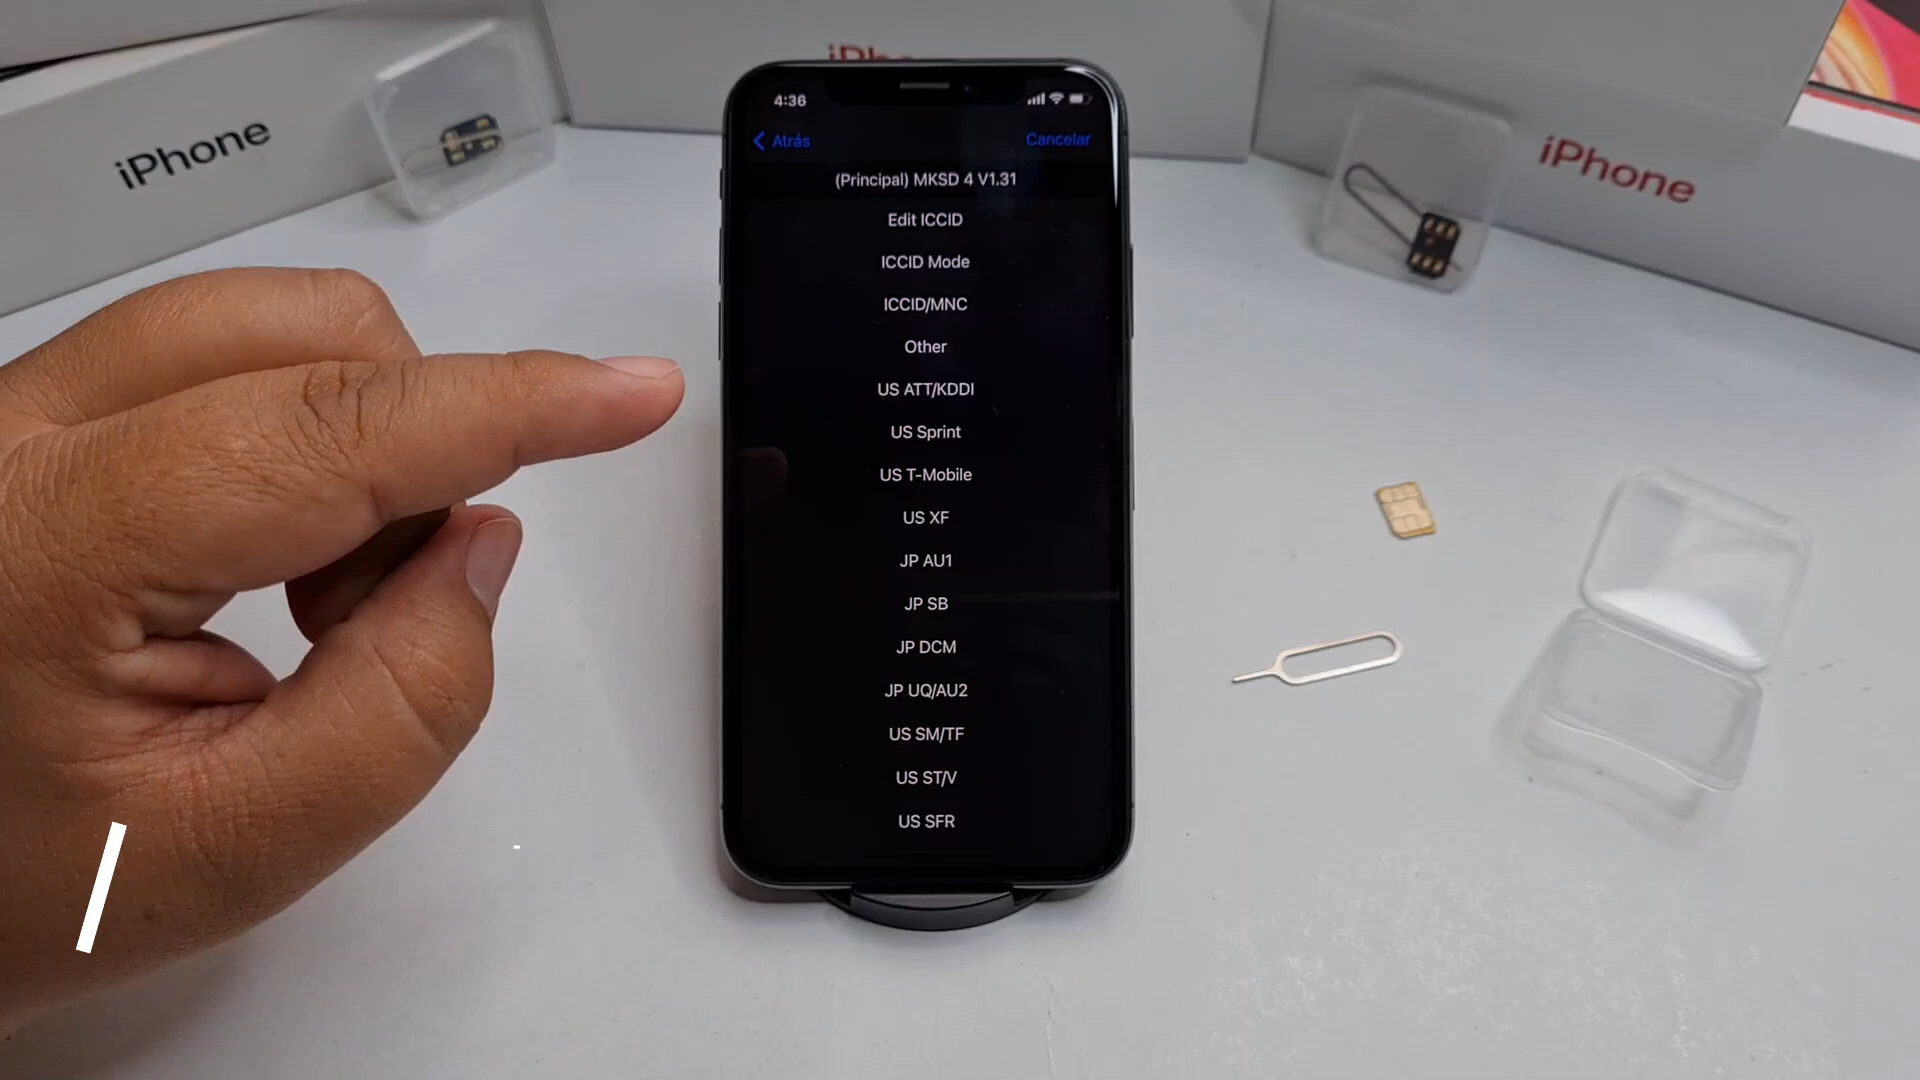 iPhone
iPho
iPhone
4:36
Atrás
Cancelar
(Principal) MKSD 4 V1.31
Edit ICCID
ICCID Mode
ICCID/MNC
Other
US ATT/KDDI
US Sprint
US T-Mobile
US XF
JP AU1
JP SB
JP DCM
JP UQ/AU2
US SM/TF
US ST/V
US SFR